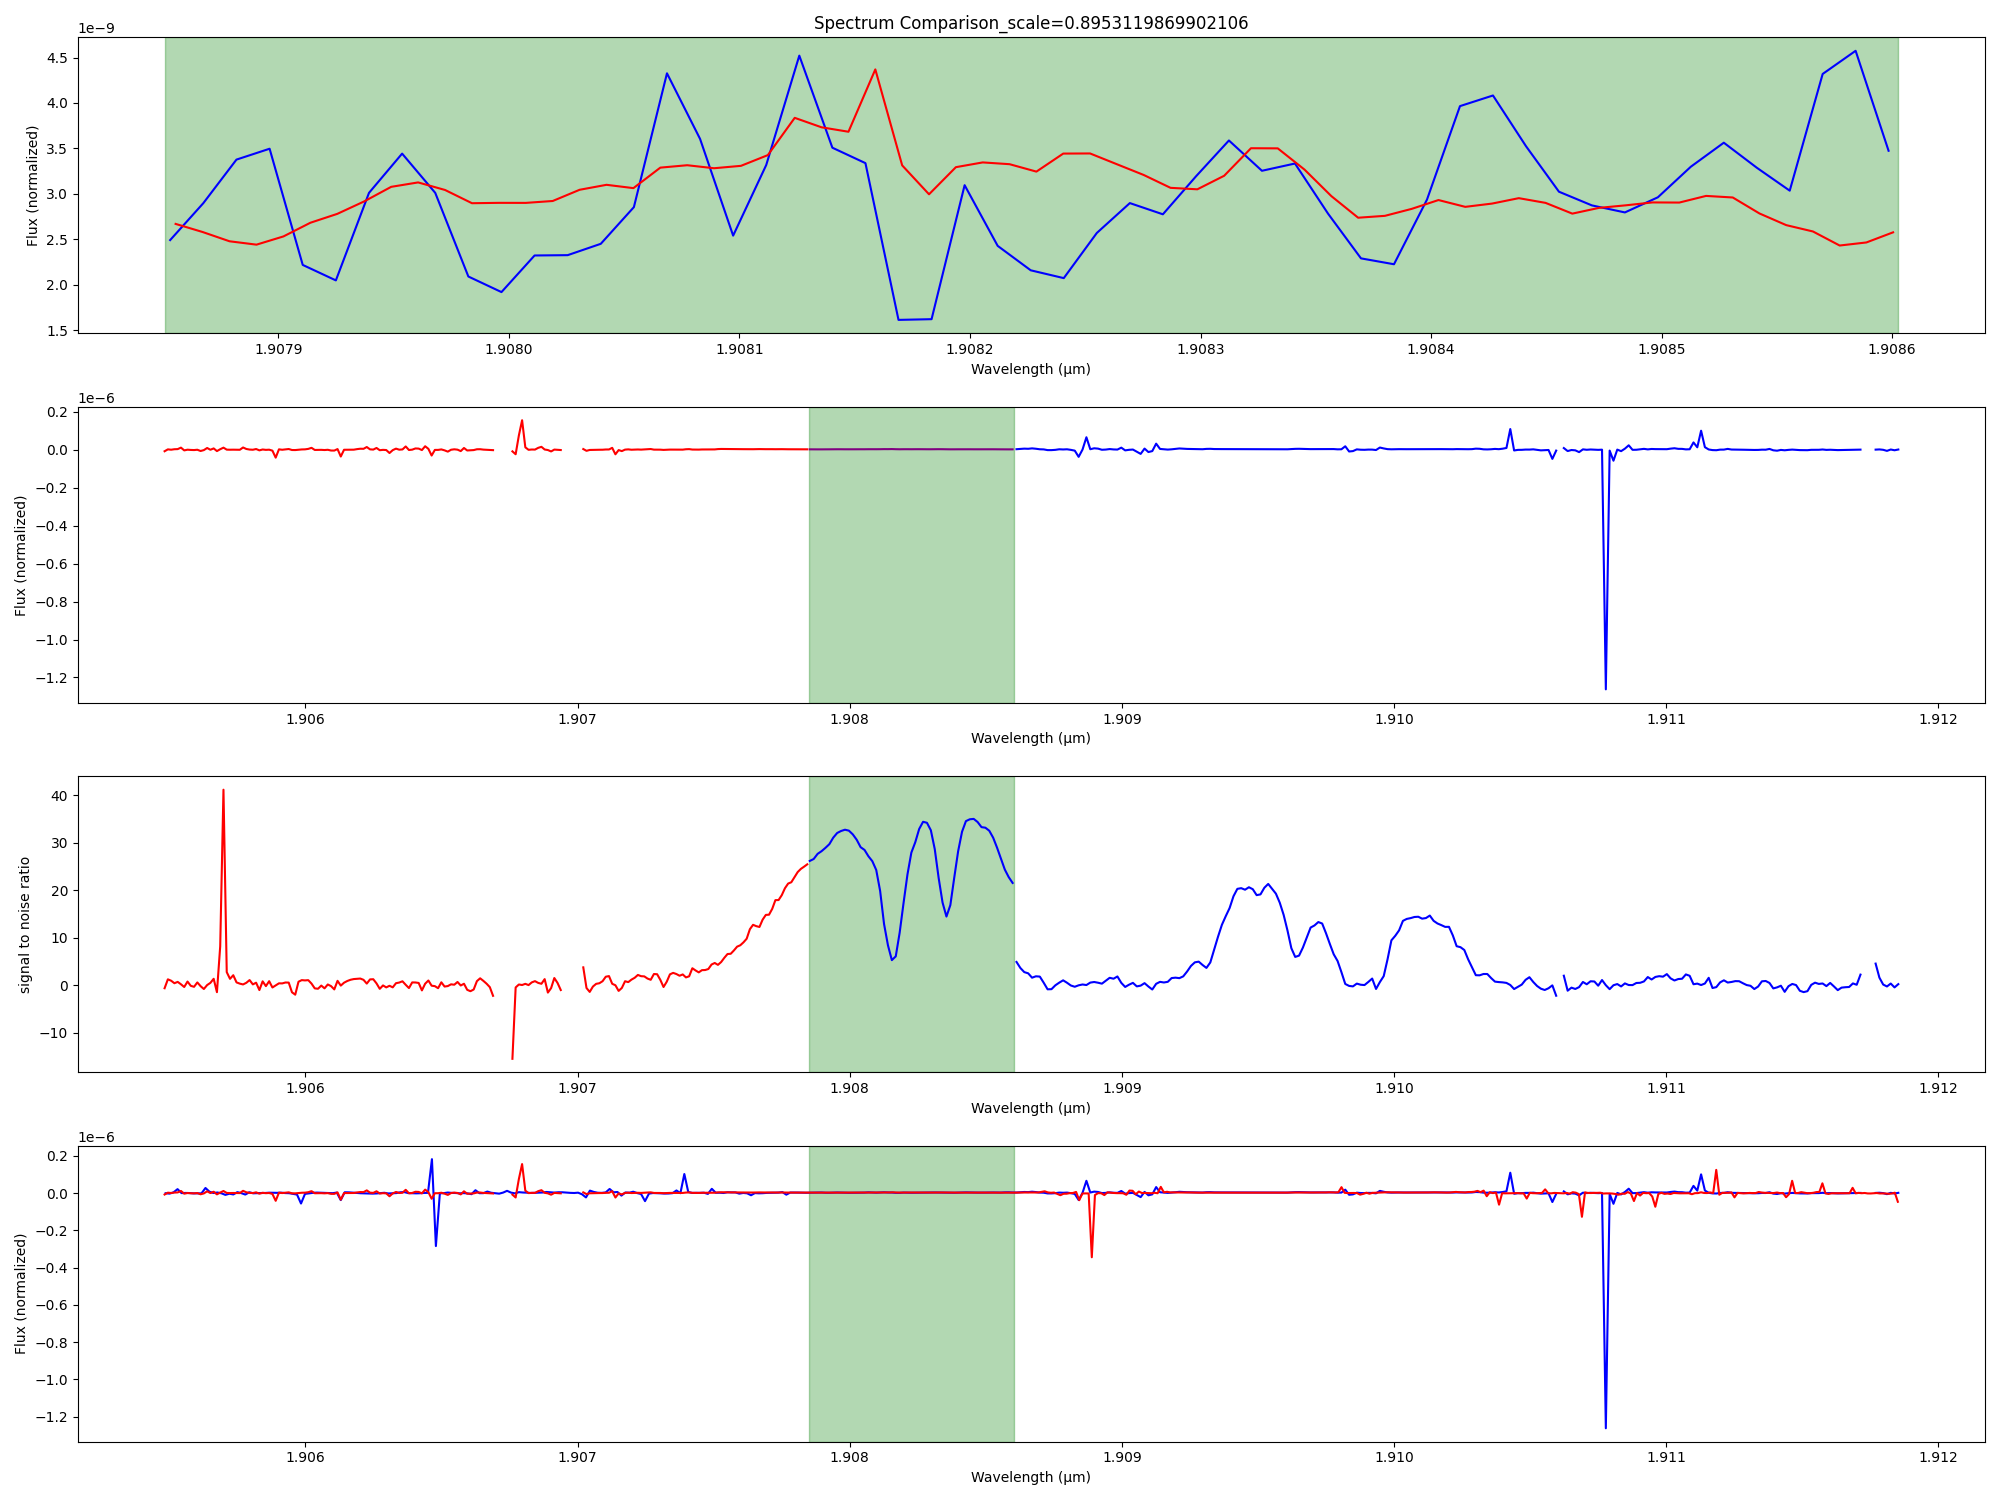 Spectrum Comparison_scale=0.8953119869902106
1e−9
4.5
4.0
3.5
3.0
2.5
2.0
1.5
Flux (normalized)
1.9079 1.9080 1.9081 1.9082 1.9083 1.9084 1.9085 1.9086
Wavelength (μm)
1e−6
0.2
0.0
−0.2
−0.4
−0.6
−0.8
−1.0
−1.2
Flux (normalized)
1.906 1.907 1.908 1.909 1.910 1.911 1.912
Wavelength (μm)
40
30
20
10
0
−10
signal to noise ratio
1.906 1.907 1.908 1.909 1.910 1.911 1.912
Wavelength (μm)
1e−6
0.2
0.0
−0.2
−0.4
−0.6
−0.8
−1.0
−1.2
Flux (normalized)
1.906 1.907 1.908 1.909 1.910 1.911 1.912
Wavelength (μm)